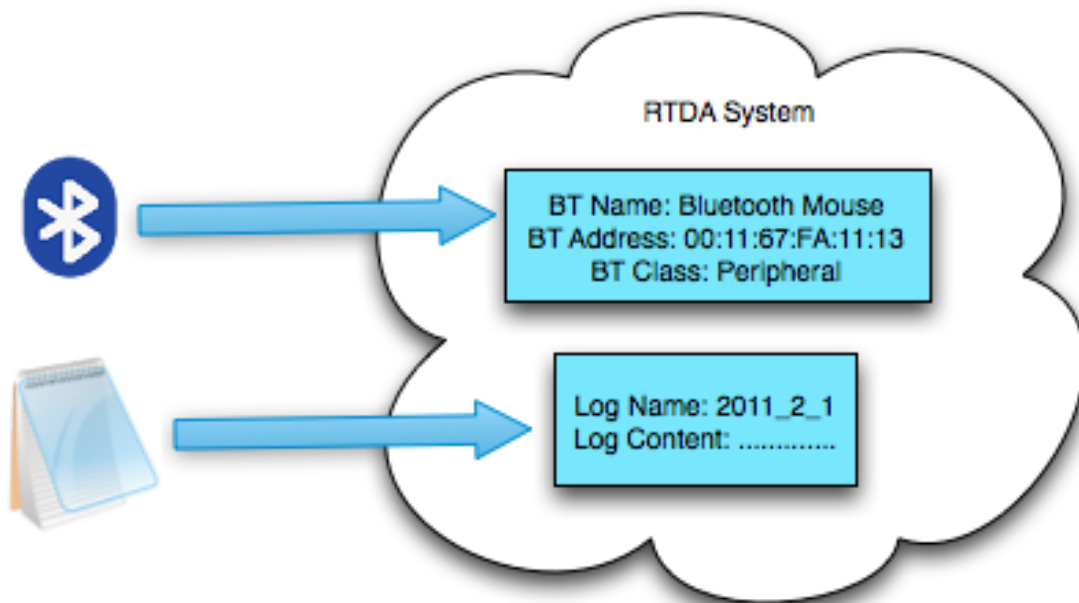 RTDA System
BT Name: Bluetooth Mouse
BT Address: 00:11:67:FA:11:13
BT Class: Peripheral
Log Name: 2011_2_1
Log Content: .............